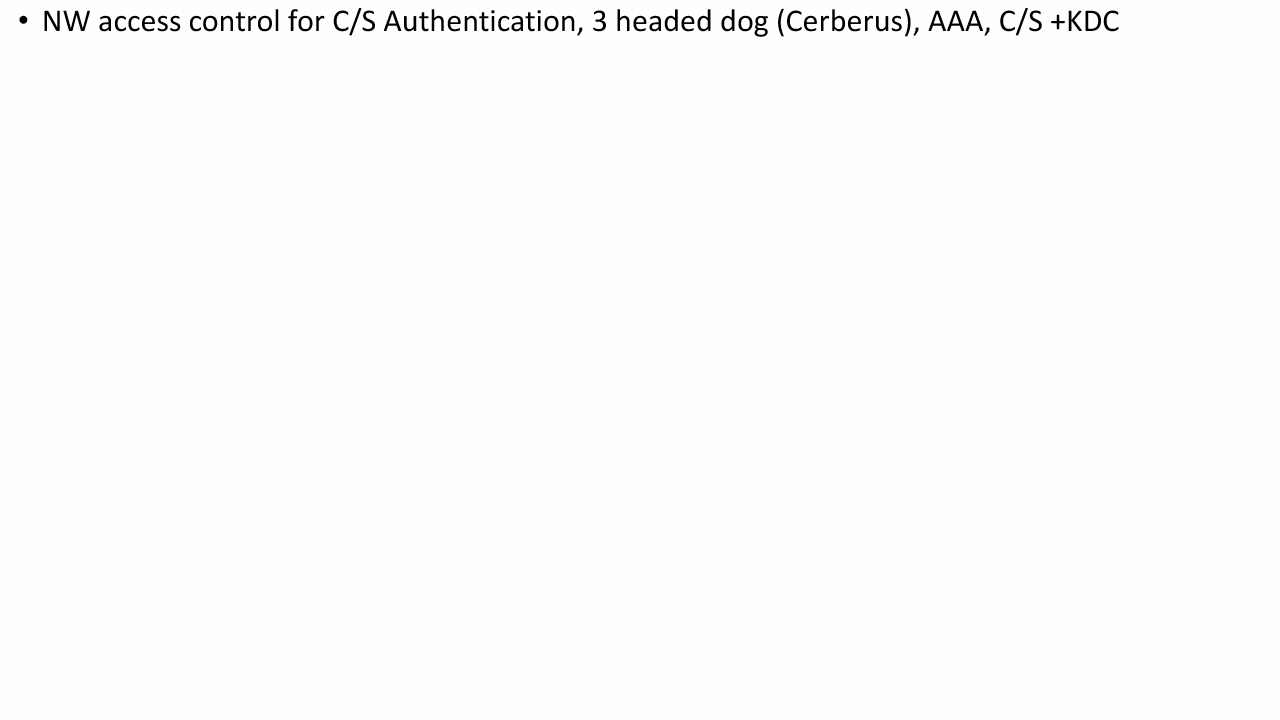 • NW access control for C/S Authentication, 3 headed dog (Cerberus), AAA, C/S +KDC